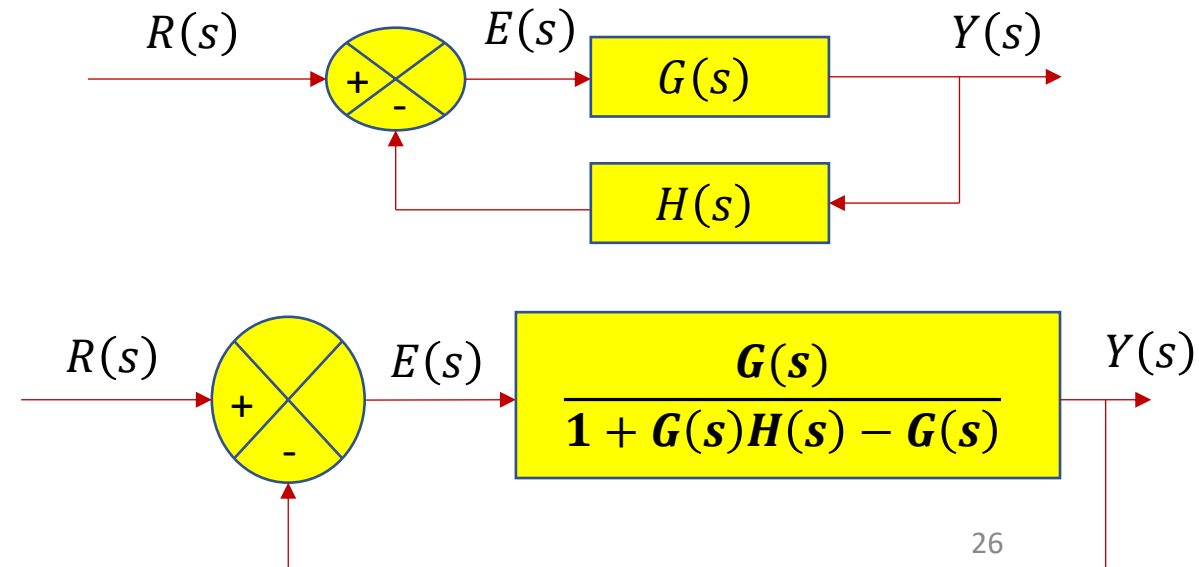 R(s) E(s) Y(s)
+ G(s)
-
H(s)
R(s) E(s) G(s) Y(s)
+ 1 + G(s)H(s) − G(s)
-
26